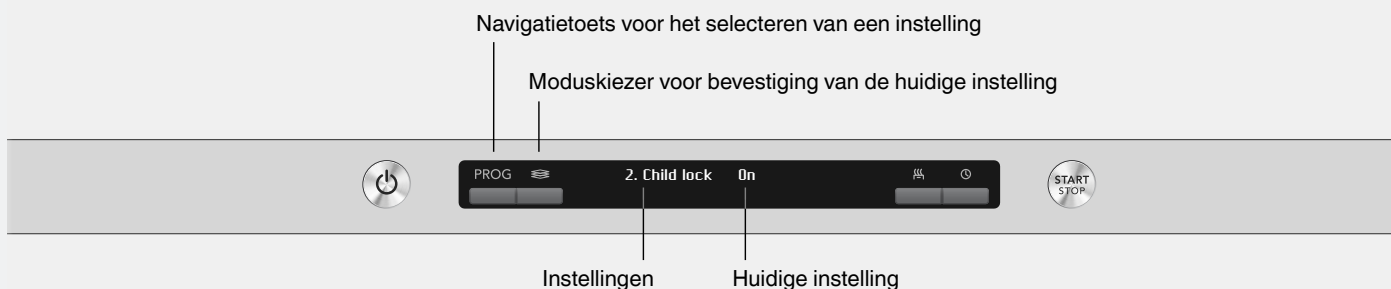 Navigatietoets voor het selecteren van een instelling
Moduskiezer voor bevestiging van de huidige instelling
PROG
2. Child lock On
START
STOP
Instellingen
Huidige instelling